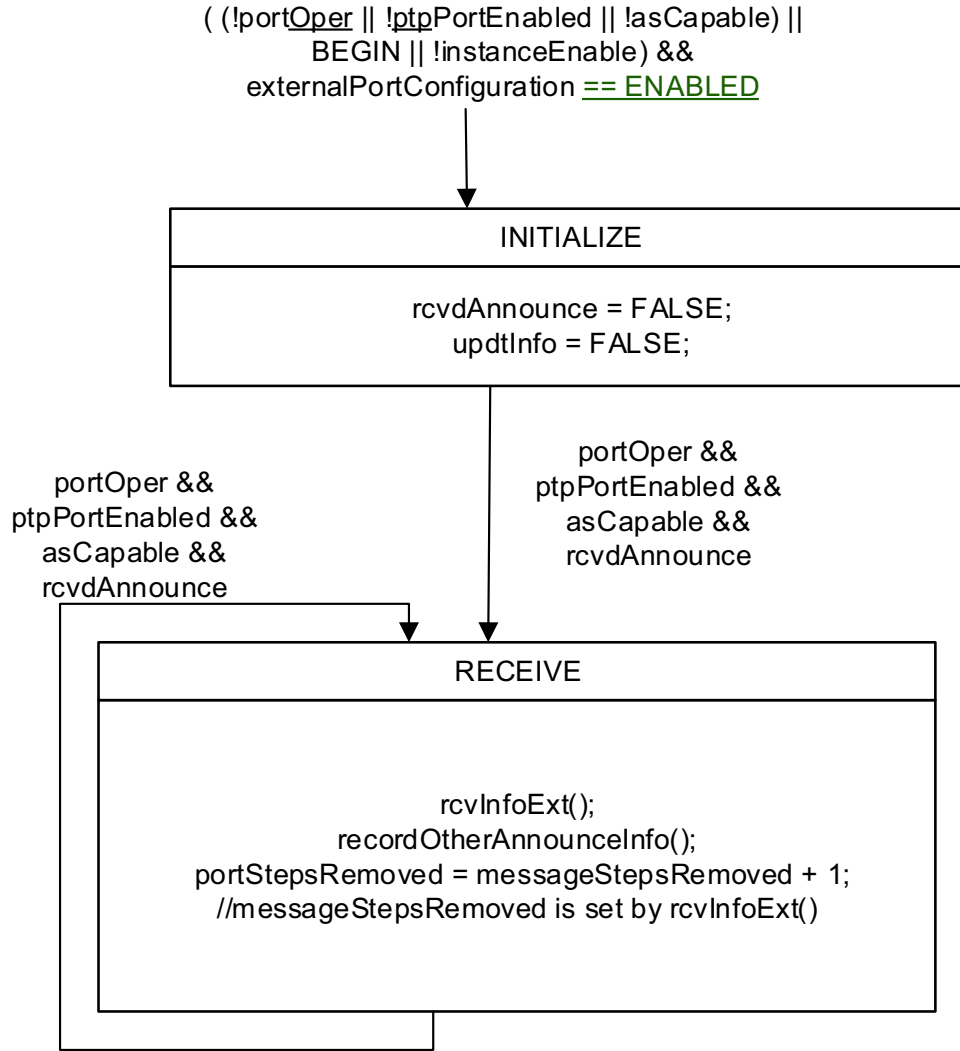 ( (!portOper || !ptpPortEnabled || !asCapable) ||
BEGIN || !instanceEnable) &&
externalPortConfiguration == ENABLED
INITIALIZE
rcvdAnnounce = FALSE;
updtInfo = FALSE;
portOper &&
ptpPortEnabled &&
asCapable &&
rcvdAnnounce
portOper &&
ptpPortEnabled &&
asCapable &&
rcvdAnnounce
RECEIVE
rcvInfoExt();
recordOtherAnnounceInfo();
portStepsRemoved = messageStepsRemoved + 1;
//messageStepsRemoved is set by rcvInfoExt()